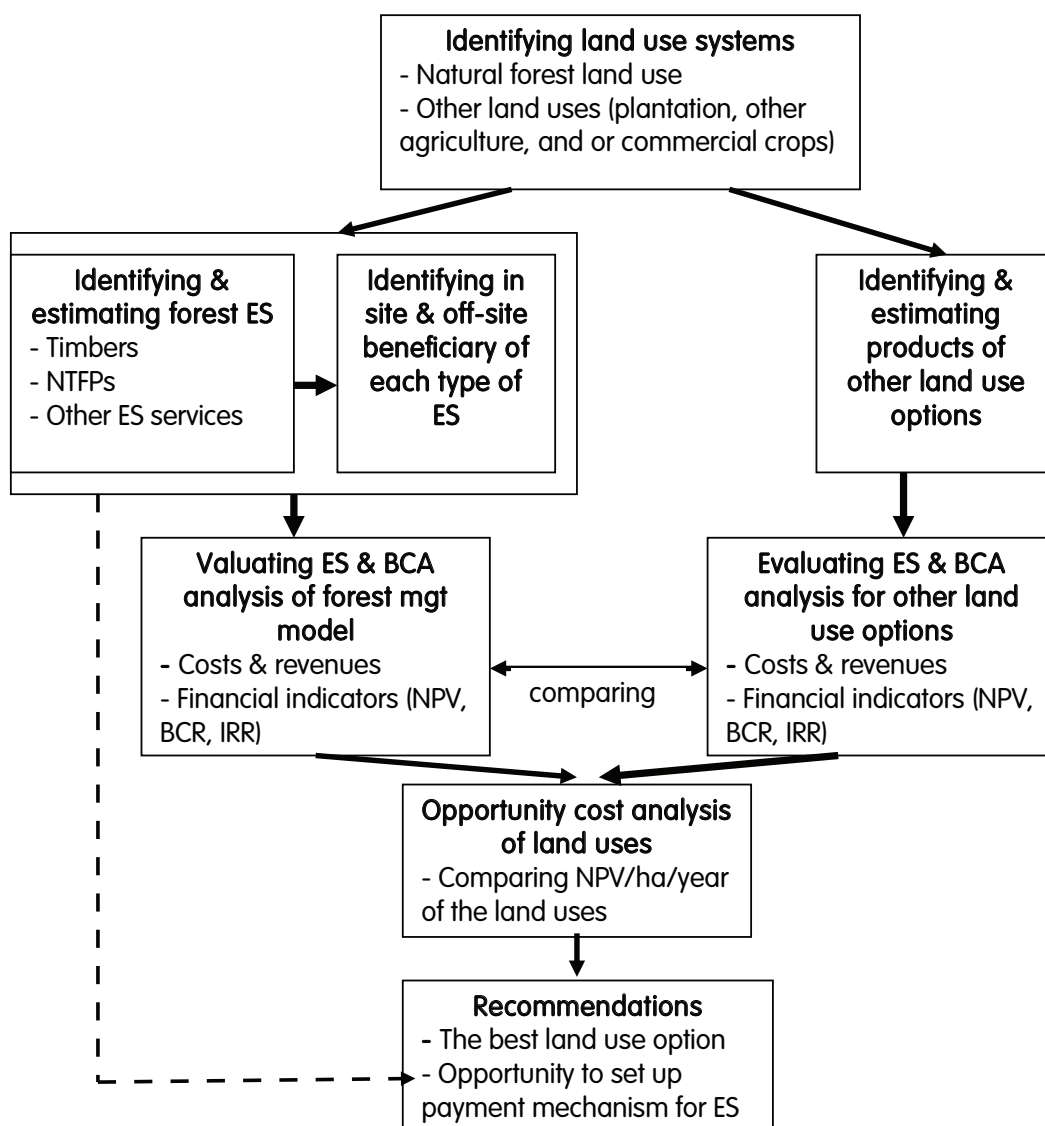 Identifying land use systems
- Natural forest land use
- Other land uses (plantation, other
agriculture, and or commercial crops)
Identifying &
estimating forest ES
- Timbers
- NTFPs
- Other ES services
Identifying in
site & off-site
beneficiary of
each type of
ES
Identifying &
estimating
products of
other land use
options
Valuating ES & BCA
analysis of forest mgt
model
- Costs & revenues
- Financial indicators (NPV,
BCR, IRR)
comparing
Evaluating ES & BCA
analysis for other land
use options
- Costs & revenues
- Financial indicators (NPV,
BCR, IRR)
Opportunity cost analysis
of land uses
- Comparing NPV/ha/year
of the land uses
Recommendations
- The best land use option
- Opportunity to set up
payment mechanism for ES